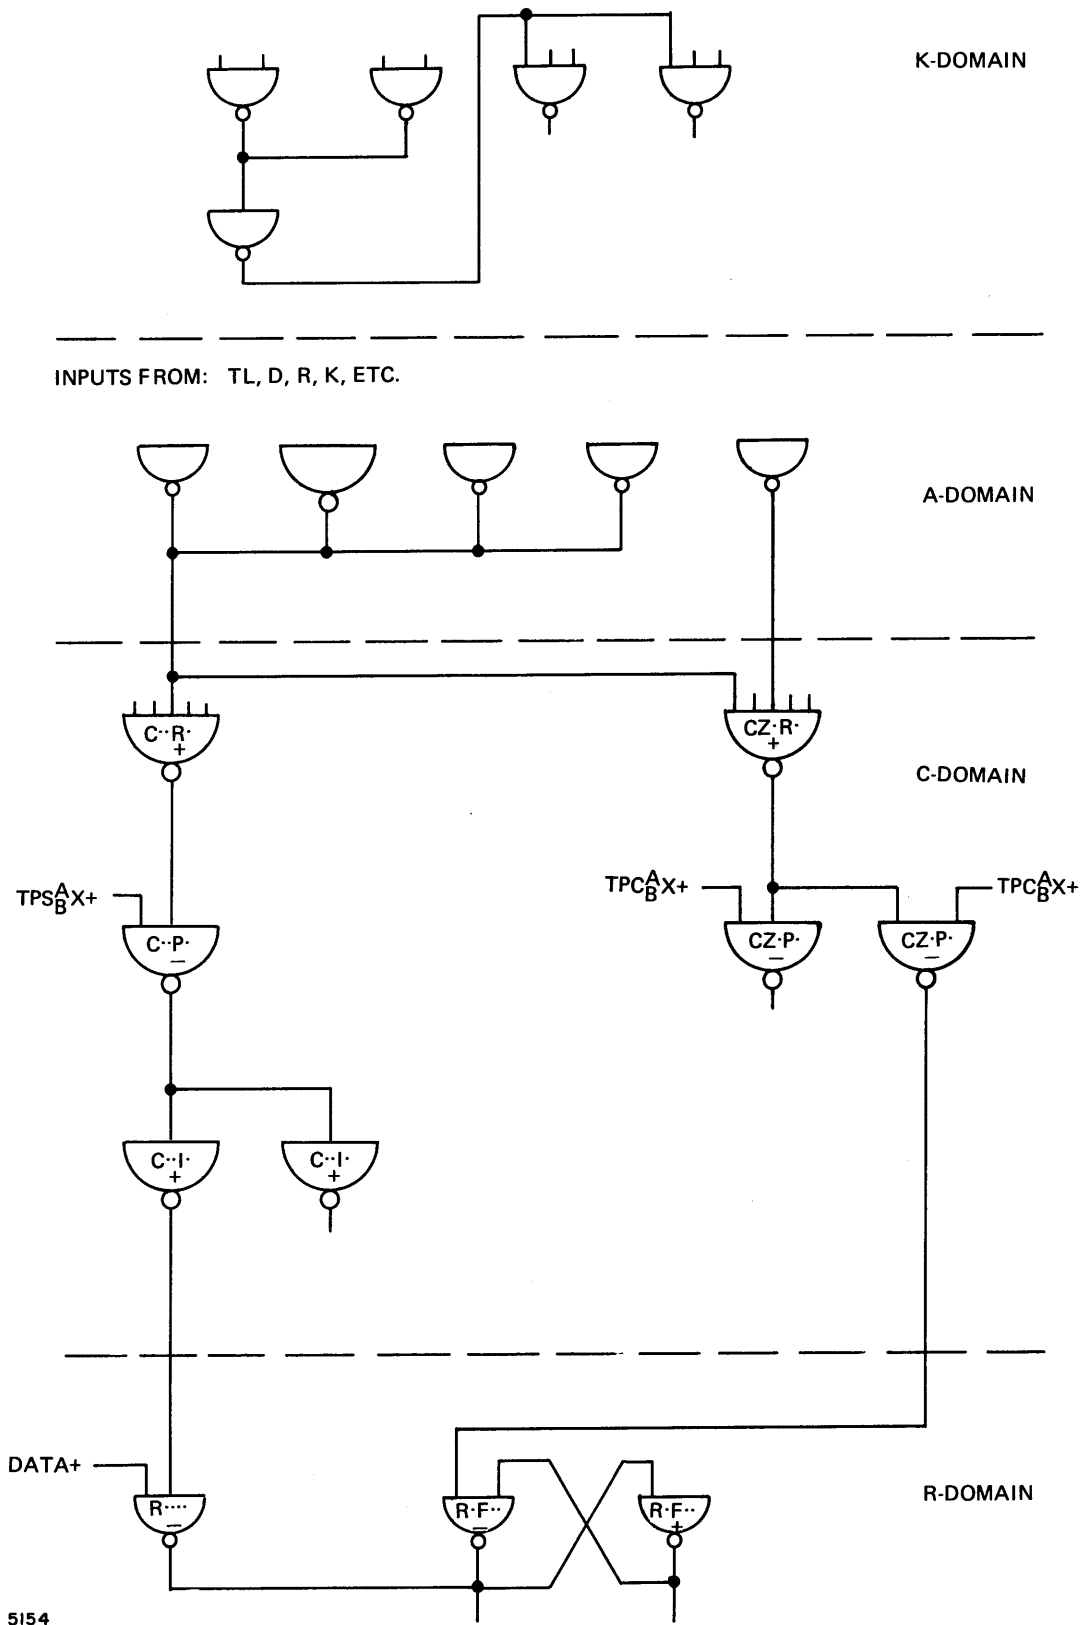 K-DOMAIN
INPUTS FROM: TL, D, R, K, ETC.
A-DOMAIN
C··R·
+
CZ·R·
+
C-DOMAIN
TPSABX+
TPCABX+
TPCABX+
C··P·
—
CZ·P·
—
CZ·P·
—
C··I·
+
C··I·
+
DATA+
R····
—
R·F··
—
R·F··
+
R-DOMAIN
5154